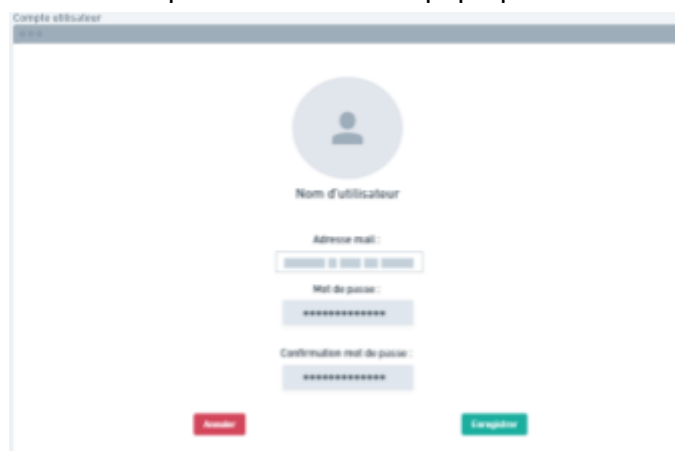 Compte utilisateur
Nom d'utilisateur
Adresse mail :
Mot de passe :
Confirmation mot de passe :
Annuler
Enregistrer